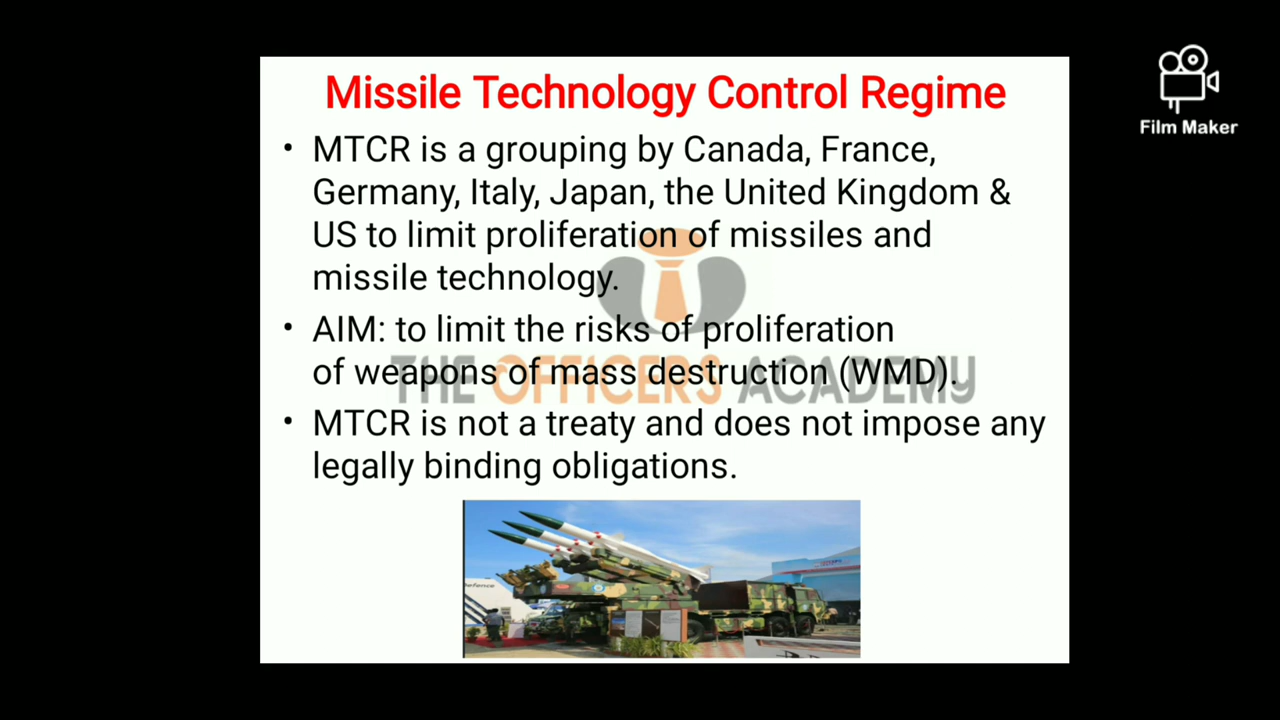 Missile Technology Control Regime
Film Maker
• MTCR is a grouping by Canada, France,
Germany, Italy, Japan, the United Kingdom &
US to limit proliferation of missiles and
missile technology.
• AIM: to limit the risks of proliferation
of weapons of mass destruction (WMD).
THE OFFICERS ACADEMY
• MTCR is not a treaty and does not impose any
legally binding obligations.